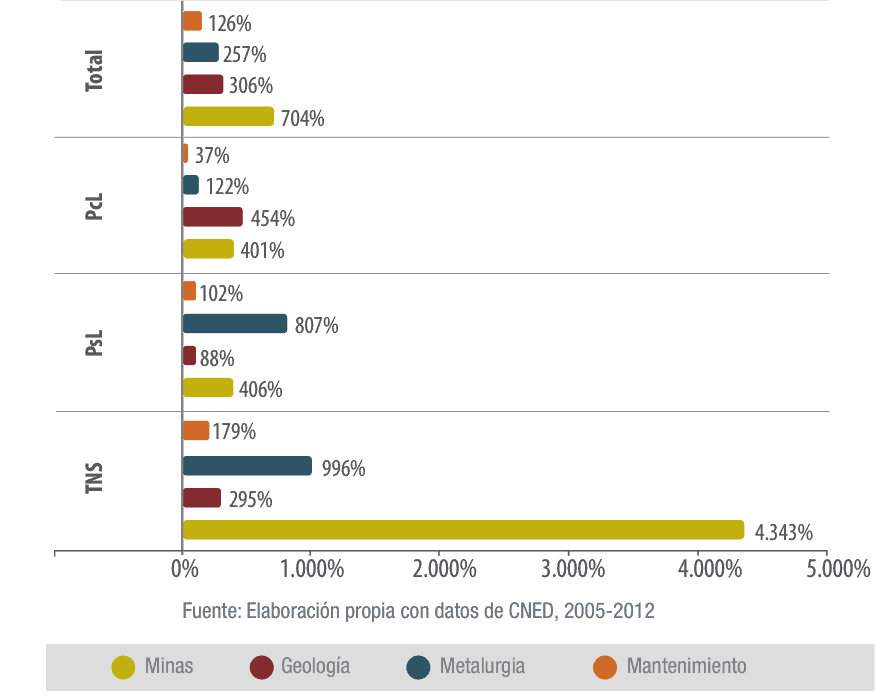 Total
126%
257%
306%
704%
PcL
37%
122%
454%
401%
PsL
102%
807%
88%
406%
TNS
179%
996%
295%
4.343%
0% 1.000% 2.000% 3.000% 4.000% 5.000%
Fuente: Elaboración propia con datos de CNED, 2005-2012
Minas Geología Metalurgia Mantenimiento